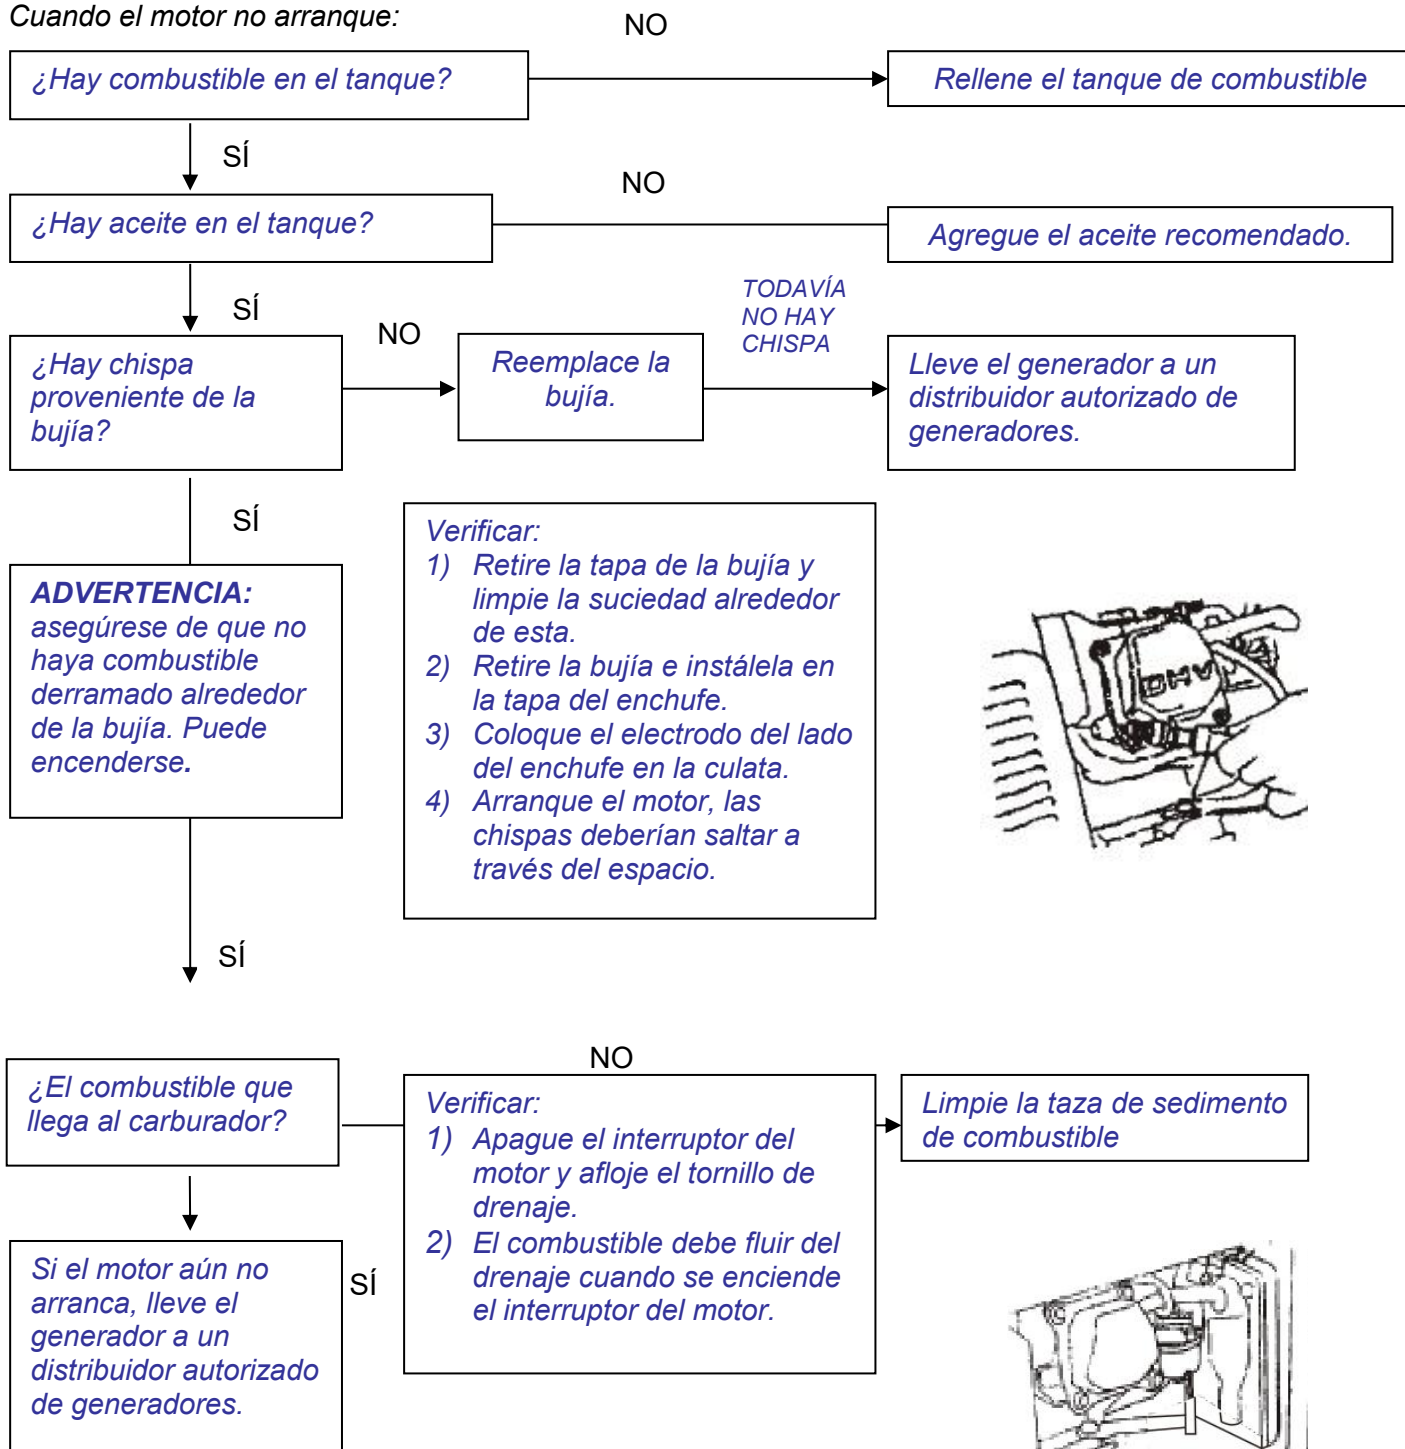 Cuando el motor no arranque:
NO
¿Hay combustible en el tanque?
Rellene el tanque de combustible
SÍ
NO
¿Hay aceite en el tanque?
Agregue el aceite recomendado.
SÍ
NO
TODAVÍA
NO HAY
CHISPA
¿Hay chispa
proveniente de la
bujía?
Reemplace la
bujía.
Lleve el generador a un
distribuidor autorizado de
generadores.
SÍ
ADVERTENCIA:
asegúrese de que no
haya combustible
derramado alrededor
de la bujía. Puede
encenderse.
Verificar:
1) Retire la tapa de la bujía y
limpie la suciedad alrededor
de esta.
2) Retire la bujía e instálela en
la tapa del enchufe.
3) Coloque el electrodo del lado
del enchufe en la culata.
4) Arranque el motor, las
chispas deberían saltar a
través del espacio.
OHV
SÍ
NO
¿El combustible que
llega al carburador?
Verificar:
1) Apague el interruptor del
motor y afloje el tornillo de
drenaje.
2) El combustible debe fluir del
drenaje cuando se enciende
el interruptor del motor.
Limpie la taza de sedimento
de combustible
SÍ
Si el motor aún no
arranca, lleve el
generador a un
distribuidor autorizado
de generadores.